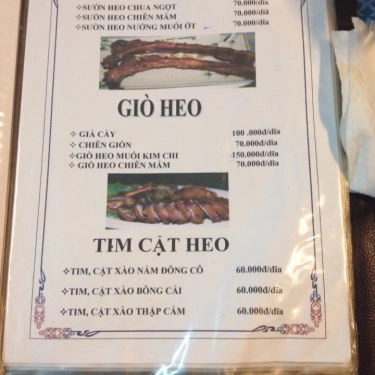 ❖SƯỜN HEO CHUA NGỌT 70.000/dĩa
❖SƯỜN HEO CHIÊN MẮM 70.000/dĩa
❖SƯỜN HEO NƯỚNG MUỐI ỚT 70.000đ/dĩa
GIÒ HEO
❖ GIẢ CẦY 100 .000đ/dĩa
❖ CHIÊN GIÒN 70.000đ/dĩa
❖GIÒ HEO MUỐI KIM CHI 150.000đ/dĩa
❖ GIÒ HEO CHIÊN MẮM 70.000đ/dĩa
TIM CẬT HEO
❖TIM, CẬT XÀO NẤM ĐÔNG CÔ 60.000đ/dĩa
❖TIM, CẬT XÀO BÔNG CẢI 60.000đ/dĩa
❖TIM, CẬT XÀO THẬP CẨM 60.000đ/dĩa